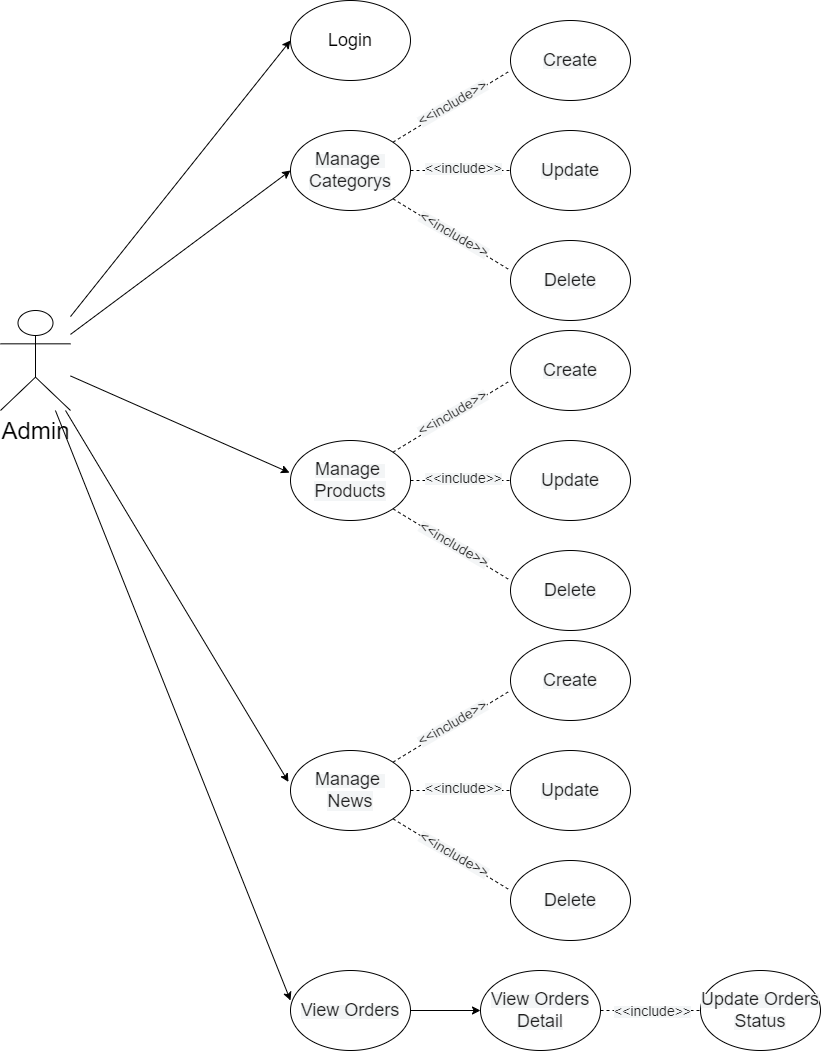 Login
Create
<<include>>
Manage
Categorys
<<include>>
Update
<<include>>
Delete
Create
<<include>>
Admin
Manage
Products
<<include>>
Update
<<include>>
Delete
Create
<<include>>
Manage
News
<<include>>
Update
<<include>>
Delete
View Orders
View Orders
Detail
<<include>>
Update Orders
Status